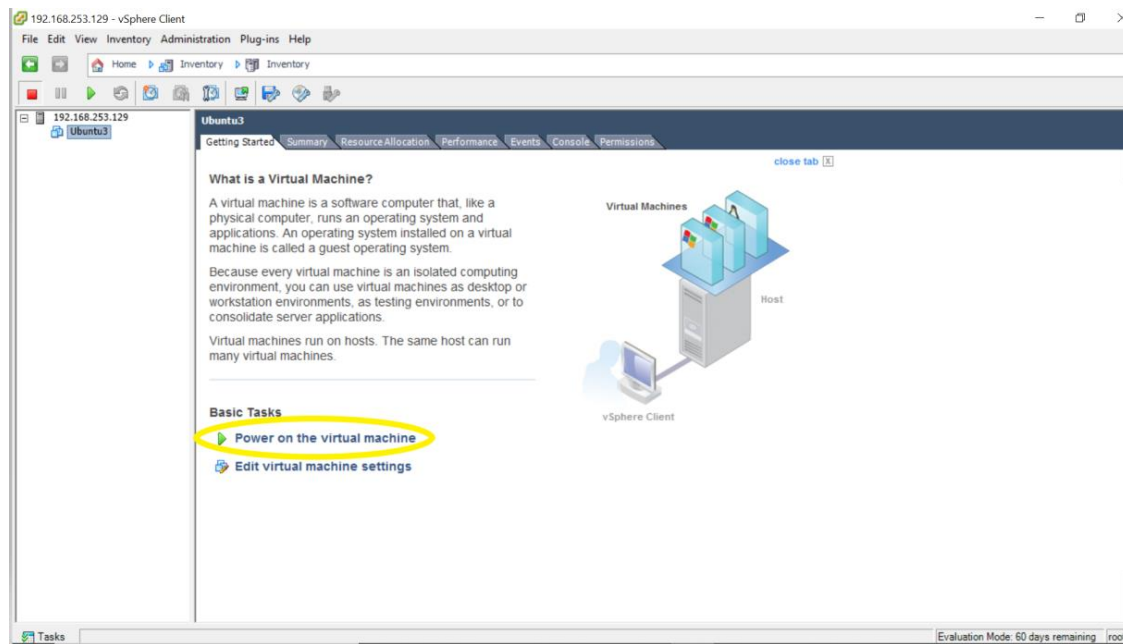 192.168.253.129 - vSphere Client
File Edit View Inventory Administration Plug-ins Help
Home Inventory Inventory
192.168.253.129
Ubuntu3
Ubuntu3
Getting Started Summary Resource Allocation Performance Events Console Permissions
close tab
What is a Virtual Machine?
A virtual machine is a software computer that, like a
physical computer, runs an operating system and
applications. An operating system installed on a virtual
machine is called a guest operating system.
Because every virtual machine is an isolated computing
environment, you can use virtual machines as desktop or
workstation environments, as testing environments, or to
consolidate server applications.
Virtual machines run on hosts. The same host can run
many virtual machines.
Virtual Machines
Host
vSphere Client
Basic Tasks
Power on the virtual machine
Edit virtual machine settings
Tasks
Evaluation Mode: 60 days remaining roo